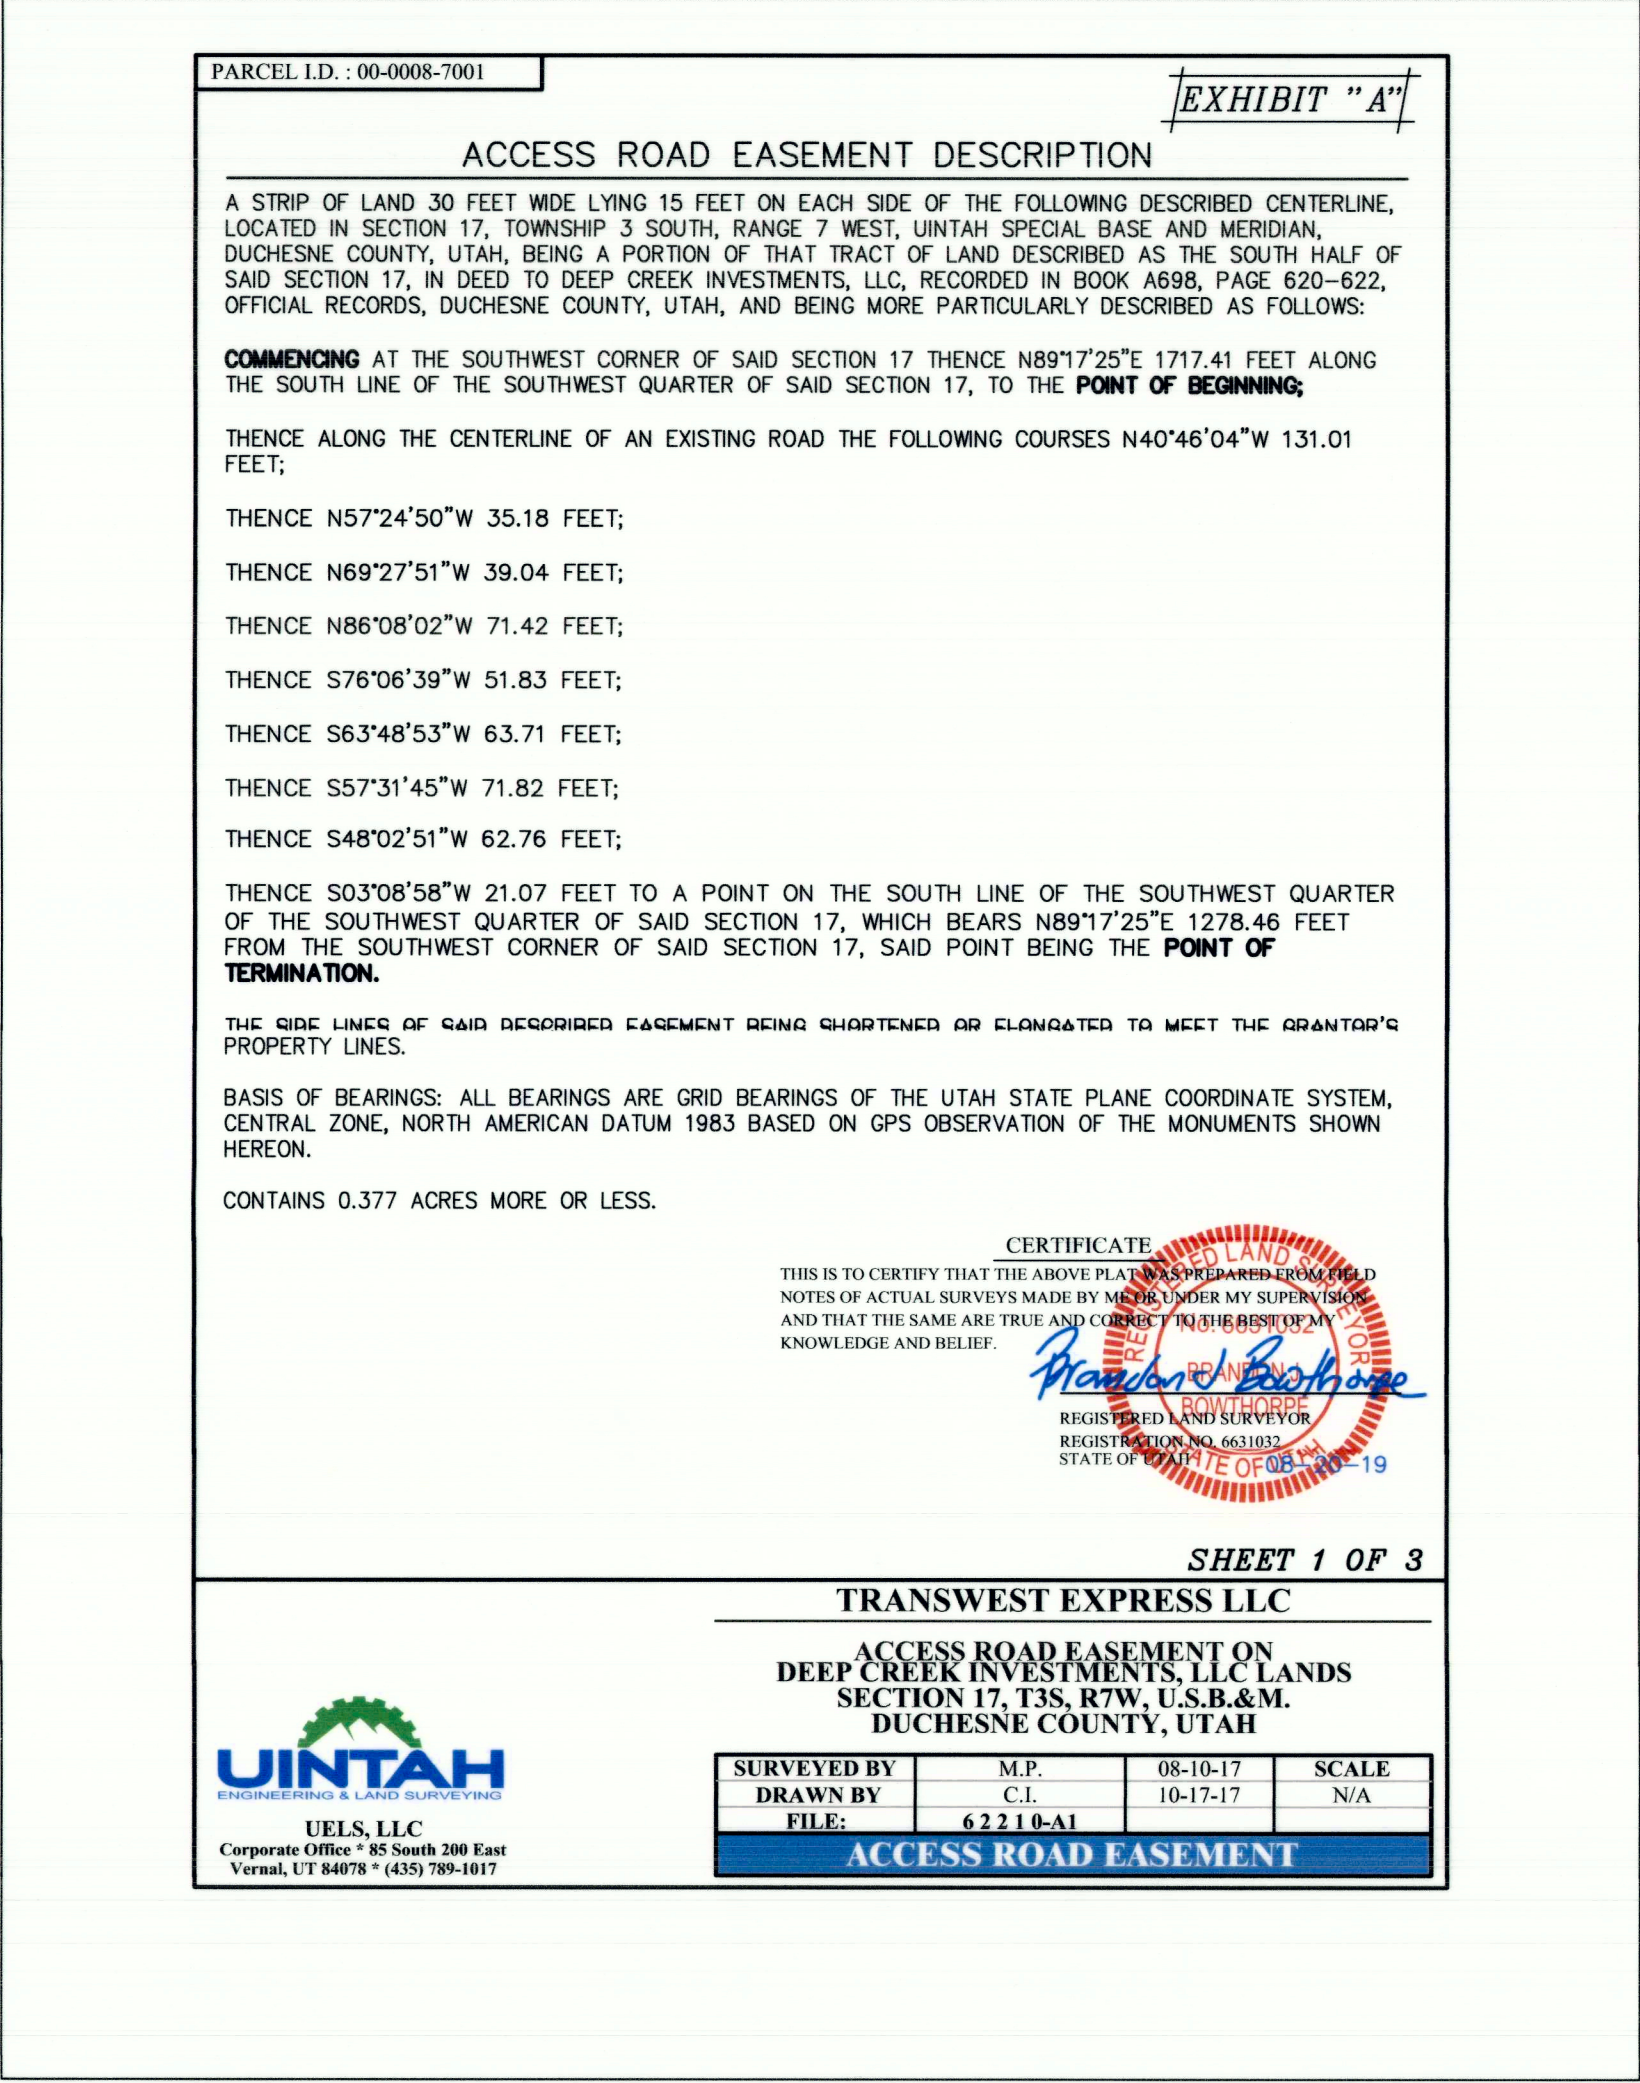 PARCEL I.D. : 00-0008-7001
EXHIBIT "A"
ACCESS ROAD EASEMENT DESCRIPTION
A STRIP OF LAND 30 FEET WIDE LYING 15 FEET ON EACH SIDE OF THE FOLLOWING DESCRIBED CENTERLINE,
LOCATED IN SECTION 17, TOWNSHIP 3 SOUTH, RANGE 7 WEST, UINTAH SPECIAL BASE AND MERIDIAN,
DUCHESNE COUNTY, UTAH, BEING A PORTION OF THAT TRACT OF LAND DESCRIBED AS THE SOUTH HALF OF
SAID SECTION 17, IN DEED TO DEEP CREEK INVESTMENTS, LLC, RECORDED IN BOOK A698, PAGE 620-622,
OFFICIAL RECORDS, DUCHESNE COUNTY, UTAH, AND BEING MORE PARTICULARLY DESCRIBED AS FOLLOWS:
COMMENCING AT THE SOUTHWEST CORNER OF SAID SECTION 17 THENCE N89°17'25"E 1717.41 FEET ALONG
THE SOUTH LINE OF THE SOUTHWEST QUARTER OF SAID SECTION 17, TO THE POINT OF BEGINNING;
THENCE ALONG THE CENTERLINE OF AN EXISTING ROAD THE FOLLOWING COURSES N40°46'04"W 131.01
FEET;
THENCE N57°24'50"W 35.18 FEET;
THENCE N69°27'51"W 39.04 FEET;
THENCE N86°08'02"W 71.42 FEET;
THENCE S76°06'39"W 51.83 FEET;
THENCE S63°48'53"W 63.71 FEET;
THENCE S57°31'45"W 71.82 FEET;
THENCE S48°02'51"W 62.76 FEET;
THENCE S03°08'58"W 21.07 FEET TO A POINT ON THE SOUTH LINE OF THE SOUTHWEST QUARTER
OF THE SOUTHWEST QUARTER OF SAID SECTION 17, WHICH BEARS N89°17'25"E 1278.46 FEET
FROM THE SOUTHWEST CORNER OF SAID SECTION 17, SAID POINT BEING THE POINT OF
TERMINATION.
THE SIDE LINES OF SAID DESCRIBED EASEMENT BEING SHORTENED OR ELONGATED TO MEET THE GRANTOR'S
PROPERTY LINES.
BASIS OF BEARINGS: ALL BEARINGS ARE GRID BEARINGS OF THE UTAH STATE PLANE COORDINATE SYSTEM,
CENTRAL ZONE, NORTH AMERICAN DATUM 1983 BASED ON GPS OBSERVATION OF THE MONUMENTS SHOWN
HEREON.
CONTAINS 0.377 ACRES MORE OR LESS.
CERTIFICATE
THIS IS TO CERTIFY THAT THE ABOVE PLAT WAS PREPARED FROM FIELD
NOTES OF ACTUAL SURVEYS MADE BY ME OR UNDER MY SUPERVISION
AND THAT THE SAME ARE TRUE AND CORRECT TO THE BEST OF MY
KNOWLEDGE AND BELIEF.
REGISTERED LAND SURVEYOR
No. 6631032
BRANDON J.
BOWTHORPE
STATE OF UTAH
Brandon J Bowthorpe
REGISTERED LAND SURVEYOR
REGISTRATION NO. 6631032
STATE OF UTAH
08-20-19
SHEET 1 OF 3
TRANSWEST EXPRESS LLC
ACCESS ROAD EASEMENT ON
DEEP CREEK INVESTMENTS, LLC LANDS
SECTION 17, T3S, R7W, U.S.B.&M.
DUCHESNE COUNTY, UTAH
UINTAH
ENGINEERING & LAND SURVEYING
UELS, LLC
Corporate Office * 85 South 200 East
Vernal, UT 84078 * (435) 789-1017
SURVEYED BY M.P. 08-10-17 SCALE
DRAWN BY C.I. 10-17-17 N/A
FILE: 6 2 2 1 0-A1
ACCESS ROAD EASEMENT